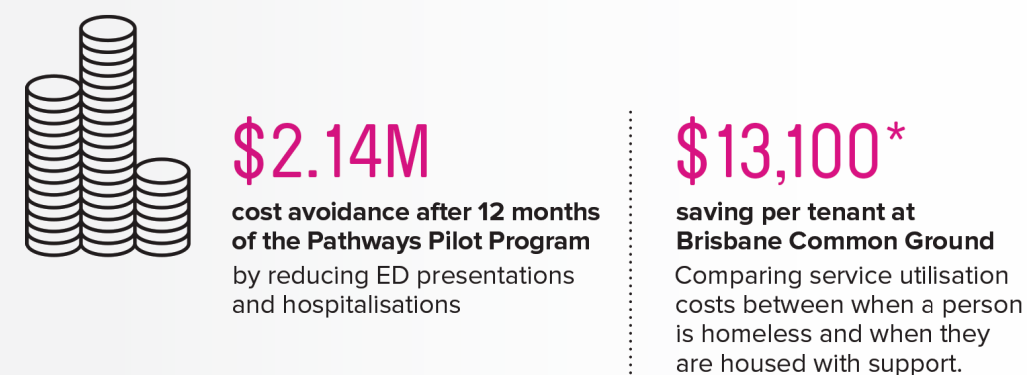 $2.14M
cost avoidance after 12 months
of the Pathways Pilot Program
by reducing ED presentations
and hospitalisations
$13,100*
saving per tenant at
Brisbane Common Ground
Comparing service utilisation
costs between when a person
is homeless and when they
are housed with support.